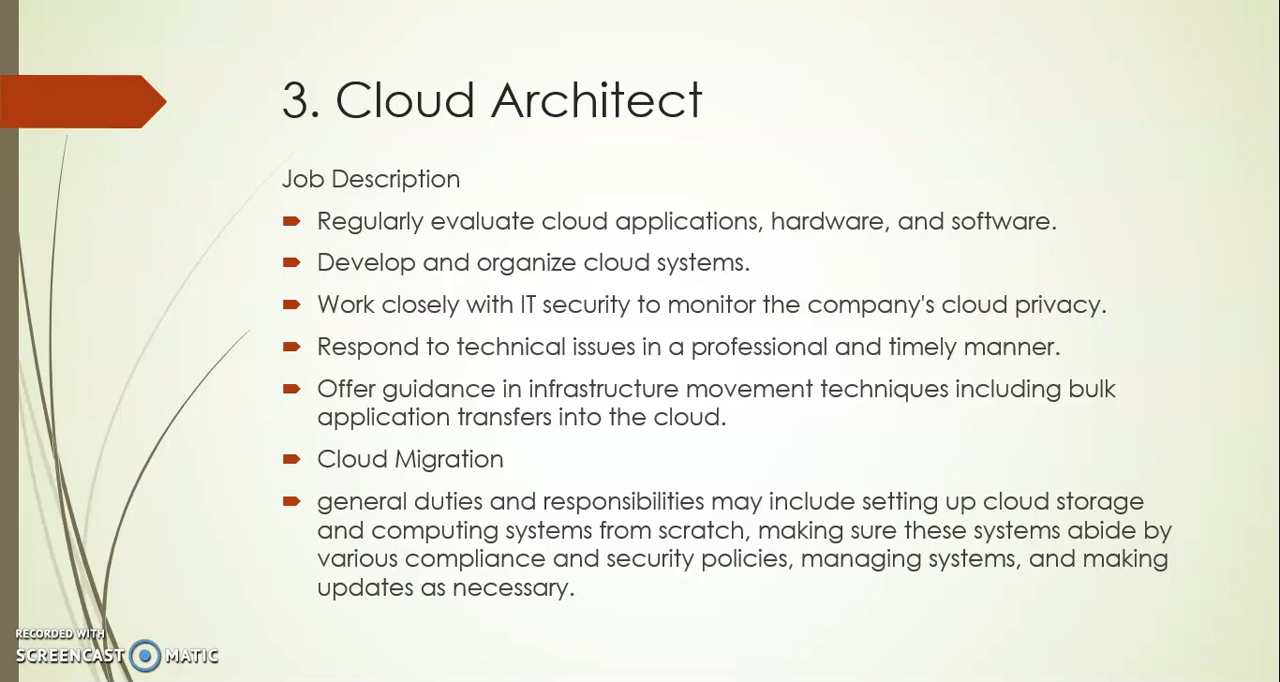 3. Cloud Architect
Job Description
Regularly evaluate cloud applications, hardware, and software.
Develop and organize cloud systems.
Work closely with IT security to monitor the company's cloud privacy.
Respond to technical issues in a professional and timely manner.
Offer guidance in infrastructure movement techniques including bulk
application transfers into the cloud.
Cloud Migration
general duties and responsibilities may include setting up cloud storage
and computing systems from scratch, making sure these systems abide by
various compliance and security policies, managing systems, and making
updates as necessary.
RECORDED WITH
SCREENCAST MATIC